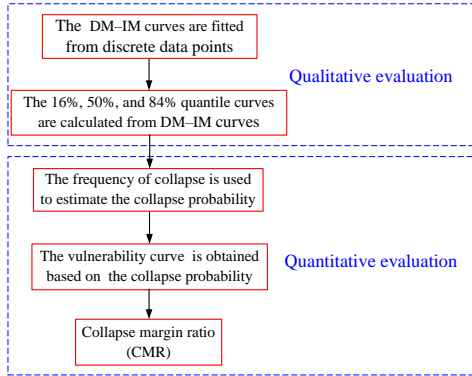 The DM–IM curves are fitted
from discrete data points
Qualitative evaluation
The 16%, 50%, and 84% quantile curves
are calculated from DM–IM curves
The frequency of collapse is used
to estimate the collapse probability
The vulnerability curve is obtained
based on the collapse probability
Quantitative evaluation
Collapse margin ratio
(CMR)